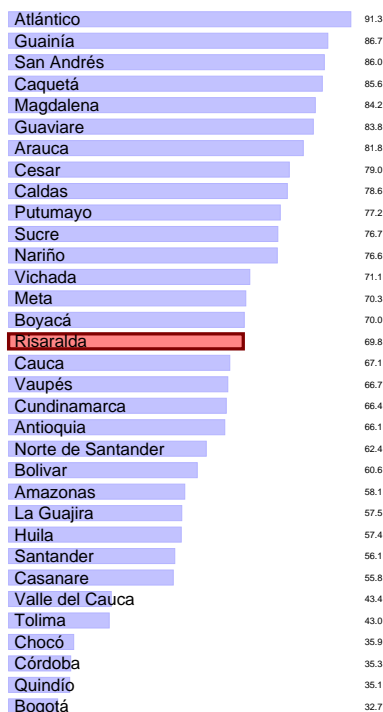 Atlántico 91.3
Guainía 86.7
San Andrés 86.0
Caquetá 85.6
Magdalena 84.2
Guaviare 83.8
Arauca 81.8
Cesar 79.0
Caldas 78.6
Putumayo 77.2
Sucre 76.7
Nariño 76.6
Vichada 71.1
Meta 70.3
Boyacá 70.0
Risaralda 69.8
Cauca 67.1
Vaupés 66.7
Cundinamarca 66.4
Antioquia 66.1
Norte de Santander 62.4
Bolivar 60.6
Amazonas 58.1
La Guajira 57.5
Huila 57.4
Santander 56.1
Casanare 55.8
Valle del Cauca 43.4
Tolima 43.0
Chocó 35.9
Córdoba 35.3
Quindío 35.1
Bogotá 32.7